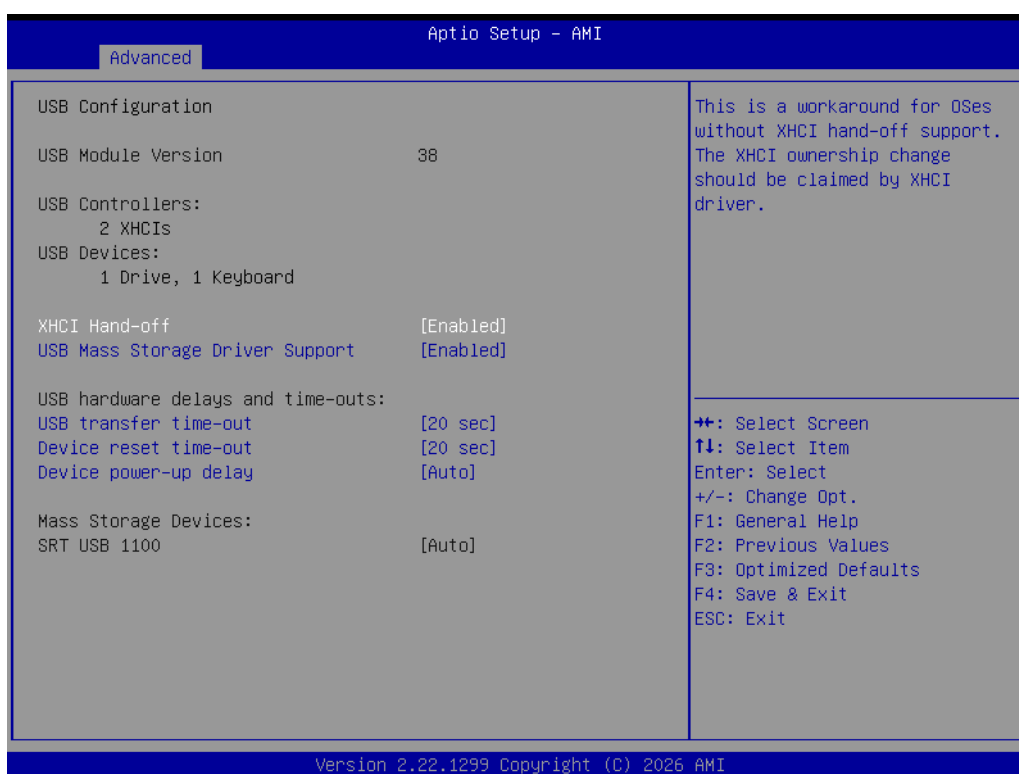 Aptio Setup – AMI
Advanced
USB Configuration
USB Module Version 38
USB Controllers:
2 XHCIs
USB Devices:
1 Drive, 1 Keyboard
XHCI Hand-off [Enabled]
USB Mass Storage Driver Support [Enabled]
USB hardware delays and time-outs:
USB transfer time-out [20 sec]
Device reset time-out [20 sec]
Device power-up delay [Auto]
Mass Storage Devices:
SRT USB 1100 [Auto]
This is a workaround for OSes
without XHCI hand-off support.
The XHCI ownership change
should be claimed by XHCI
driver.
→←: Select Screen
↑↓: Select Item
Enter: Select
+/-: Change Opt.
F1: General Help
F2: Previous Values
F3: Optimized Defaults
F4: Save & Exit
ESC: Exit
Version 2.22.1299 Copyright (C) 2026 AMI